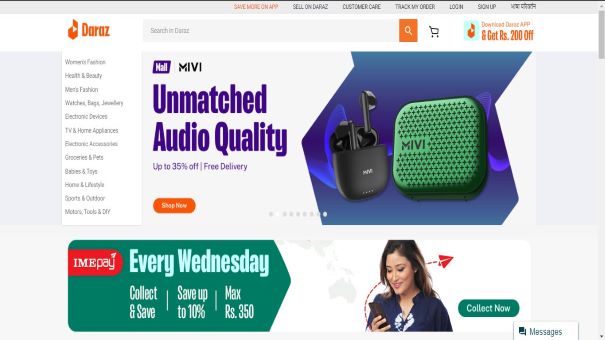 SAVE MORE ON APP
SELL ON DARAZ
CUSTOMER CARE
TRACK MY ORDER
LOGIN
SIGN UP
भाषा परिवर्तन
Daraz
Search in Daraz
Download Daraz APP
& Get Rs. 200 Off
Women's Fashion
Health & Beauty
Men's Fashion
Watches, Bags, Jewellery
Electronic Devices
TV & Home Appliances
Electronic Accessories
Groceries & Pets
Babies & Toys
Home & Lifestyle
Sports & Outdoor
Motors, Tools & DIY
Mall MIVI
Unmatched
Audio Quality
Up to 35% off | Free Delivery
Shop Now
MIVI
MIVI
IME pay
Every Wednesday
Collect
& Save
Save up
to 10%
Max
Rs. 350
Collect Now
Messages